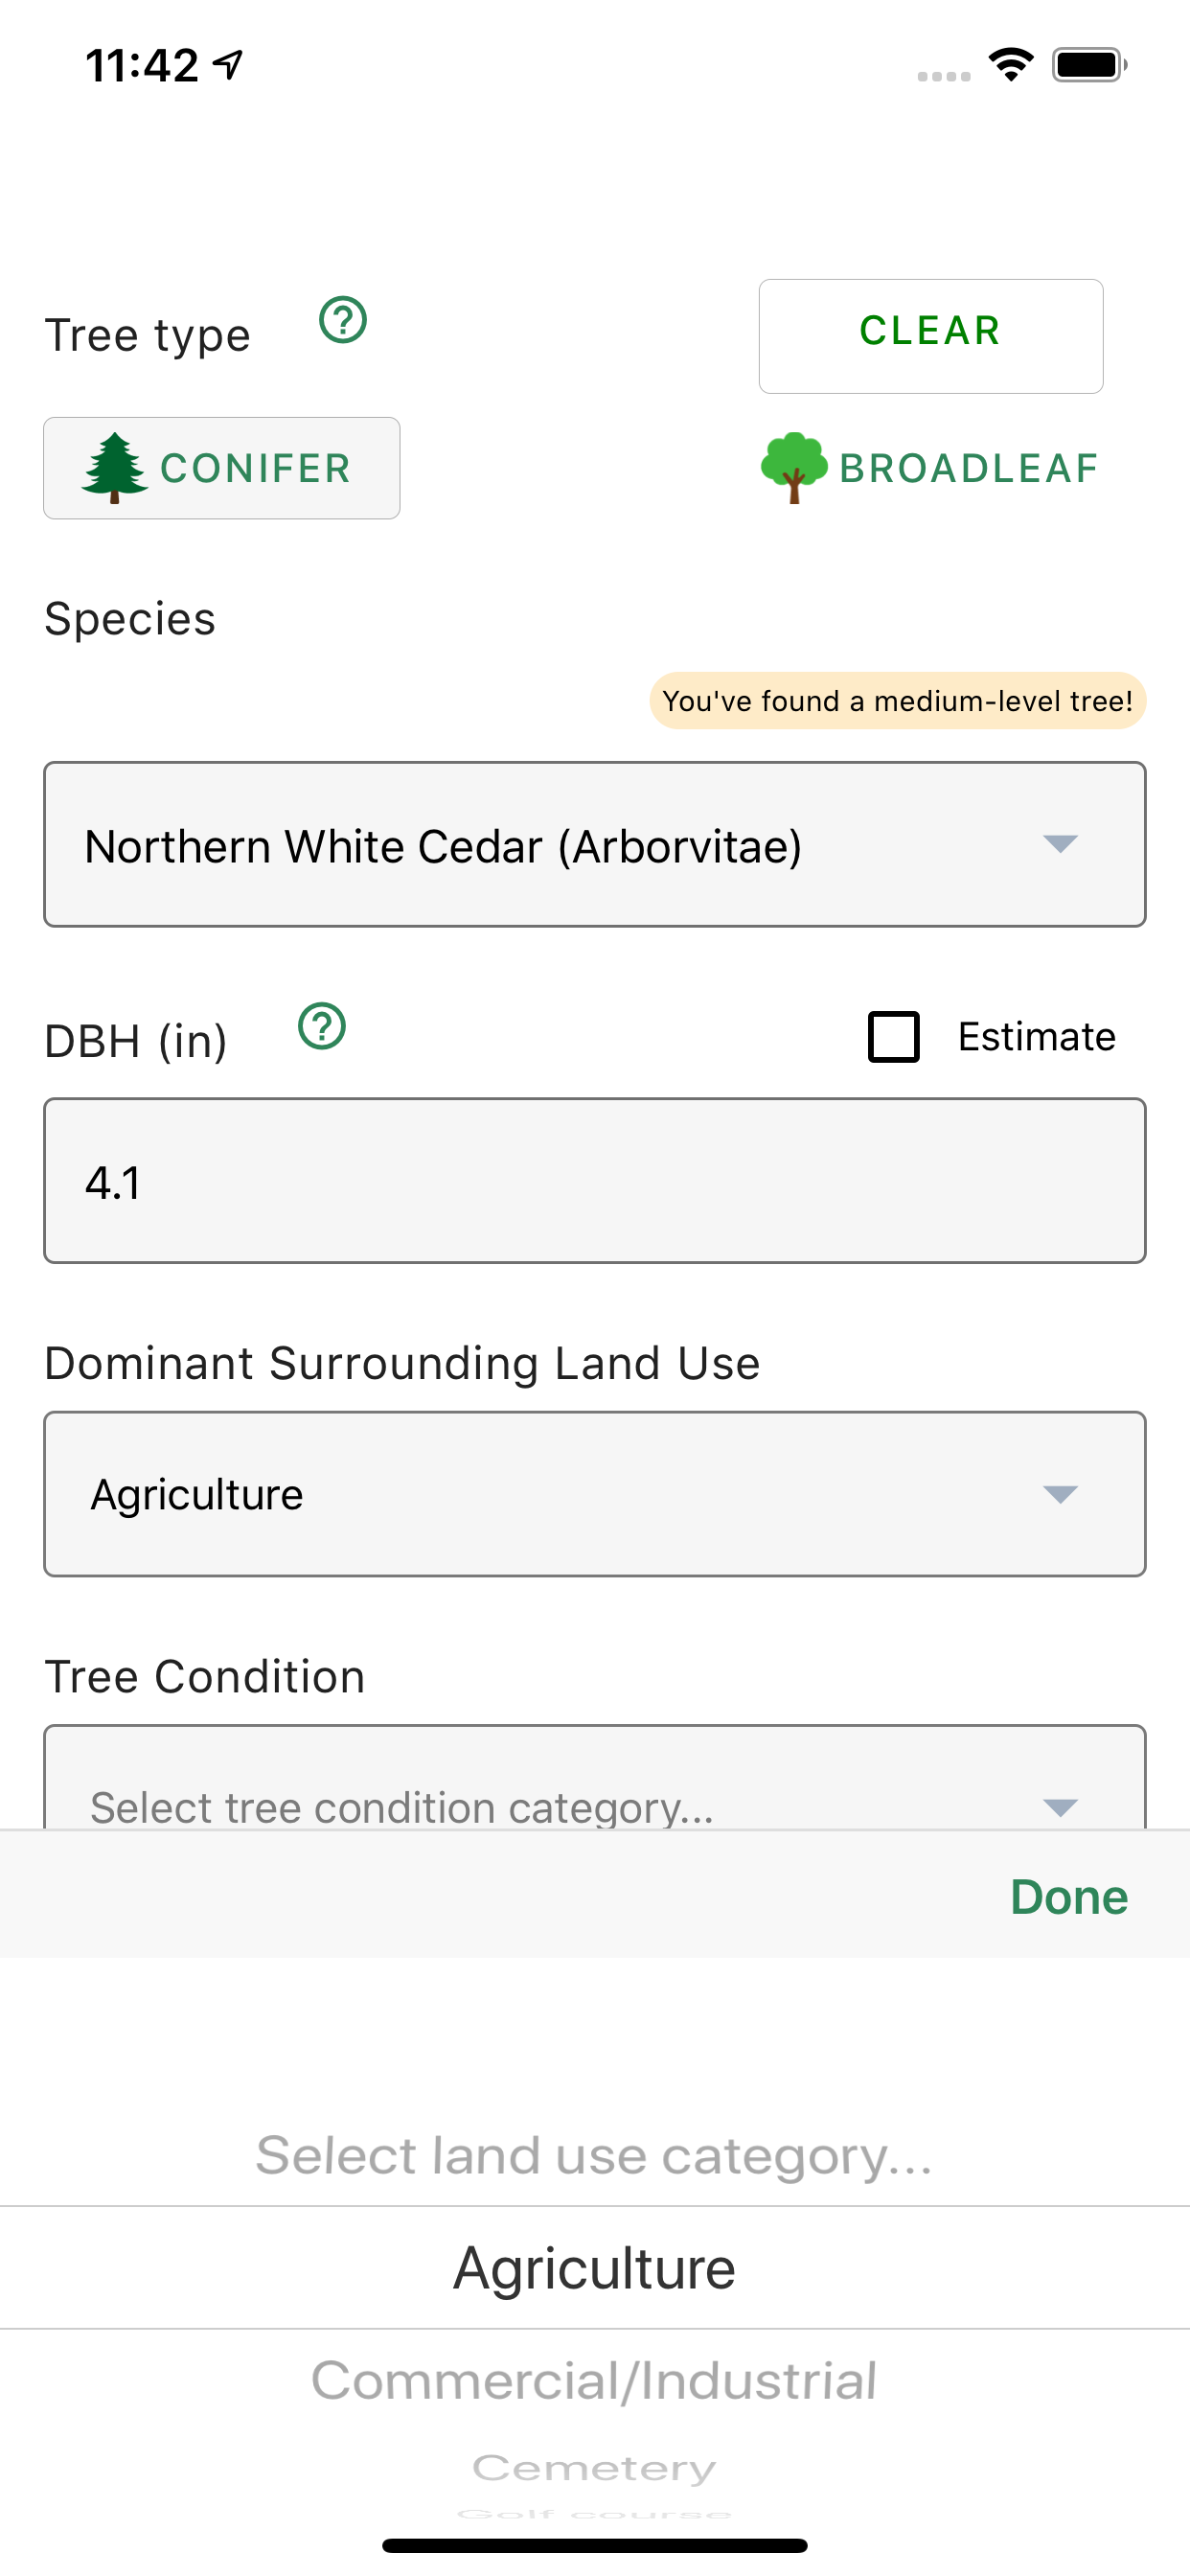 11:42
Tree type
CLEAR
CONIFER
BROADLEAF
Species
You've found a medium-level tree!
Northern White Cedar (Arborvitae)
DBH (in)
Estimate
4.1
Dominant Surrounding Land Use
Agriculture
Tree Condition
Select tree condition category...
Done
Select land use category...
Agriculture
Commercial/Industrial
Cemetery
Golf course